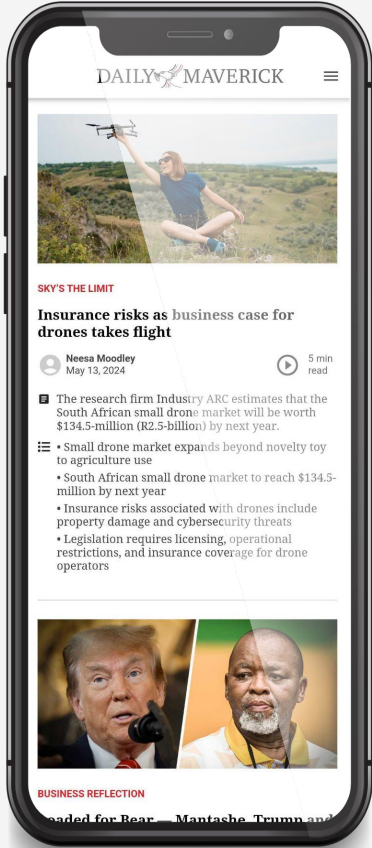 DAILY MAVERICK
SKY'S THE LIMIT
Insurance risks as business case for
drones takes flight
Neesa Moodley
May 13, 2024
5 min
read
The research firm Industry ARC estimates that the
South African small drone market will be worth
$134.5-million (R2.5-billion) by next year.
• Small drone market expands beyond novelty toy
to agriculture use
• South African small drone market to reach $134.5-
million by next year
• Insurance risks associated with drones include
property damage and cybersecurity threats
• Legislation requires licensing, operational
restrictions, and insurance coverage for drone
operators
BUSINESS REFLECTION
for Bear — Mantashe, Trump and